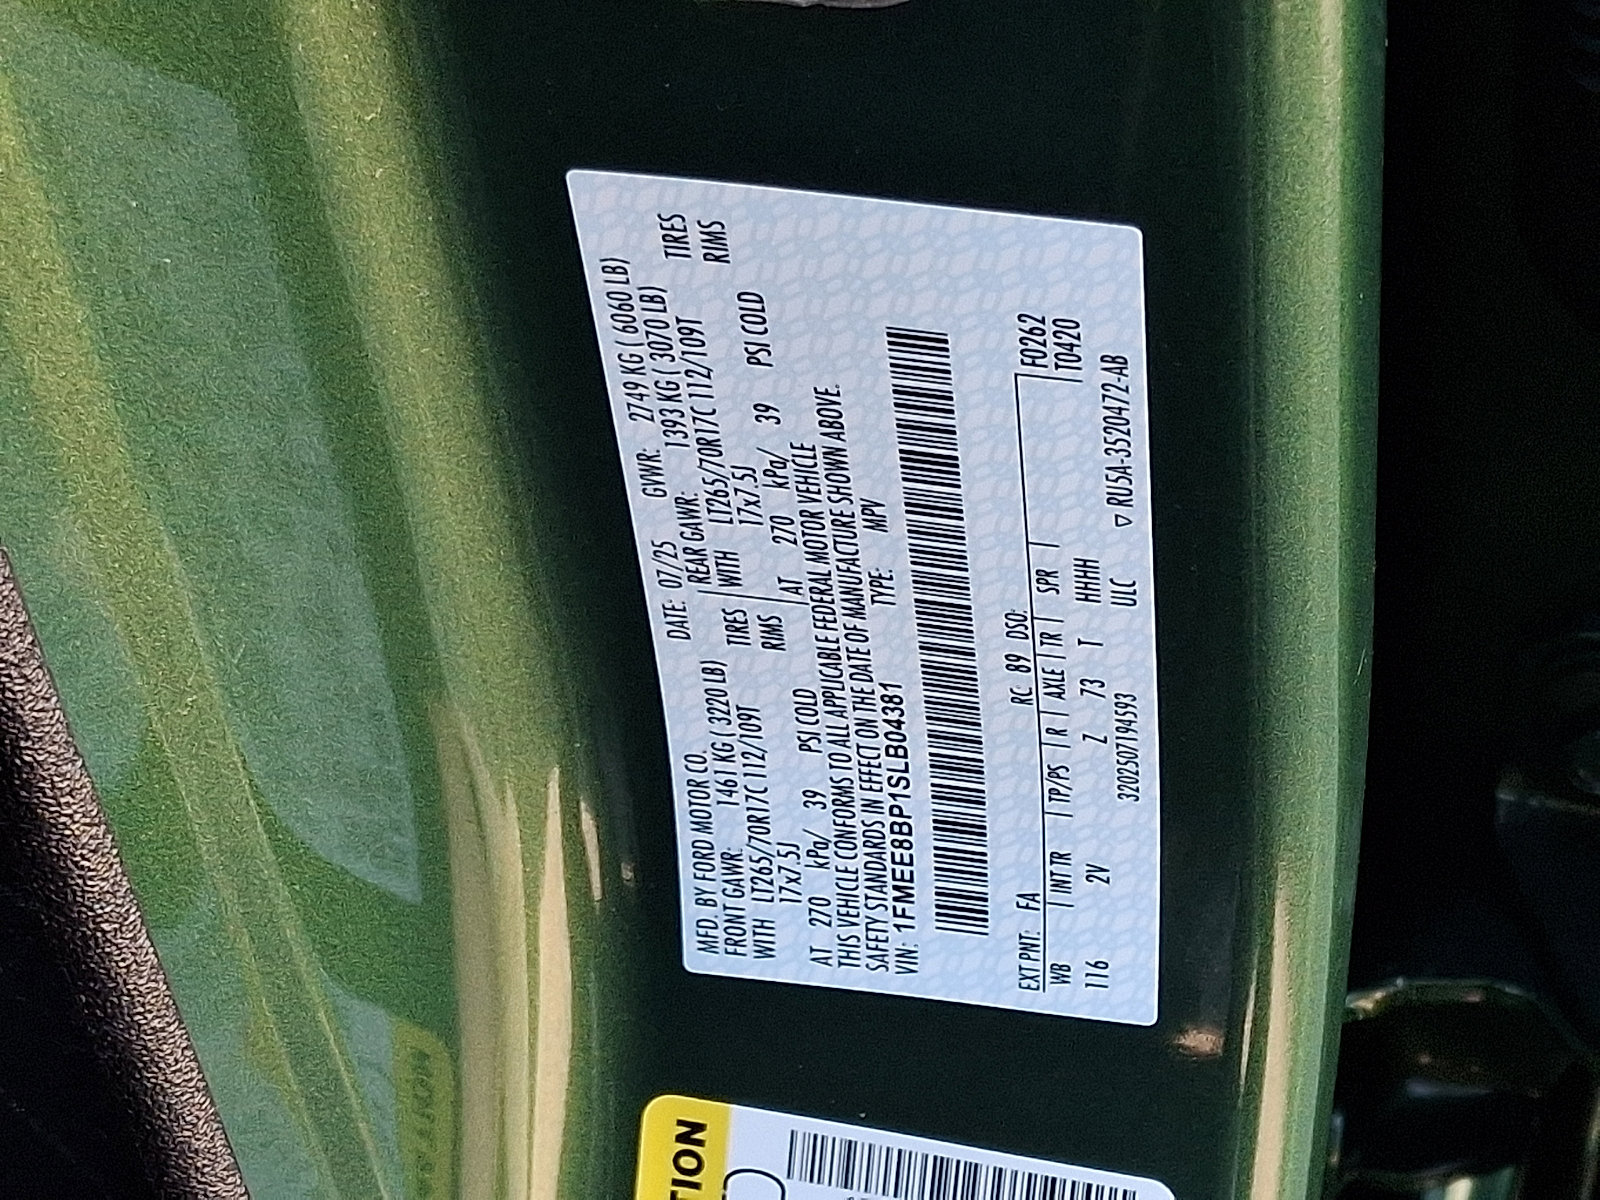 MFD. BY FORD MOTOR CO. DATE: 07/25 GVWR: 2749 KG ( 6060 LB)
FRONT GAWR: 1461 KG ( 3220 LB) REAR GAWR: 1393 KG ( 3070 LB)
WITH LT265/70R17C 112/109T TIRES WITH LT265/70R17C 112/109T TIRES
17x7.5J RIMS 17x7.5J RIMS
AT 270 kPa/ 39 PSI COLD AT 270 kPa/ 39 PSI COLD
THIS VEHICLE CONFORMS TO ALL APPLICABLE FEDERAL MOTOR VEHICLE
SAFETY STANDARDS IN EFFECT ON THE DATE OF MANUFACTURE SHOWN ABOVE.
VIN: 1FMEE8BP1SLB04381 TYPE: MPV
EXT PNT: FA RC 89 DSO: F0262
WB INT TR TP/PS R AXLE TR SPR T0420
116 2V Z 73 T HHHH
3202507194593 ULC ▽ RU5A-3520472-AB
TION